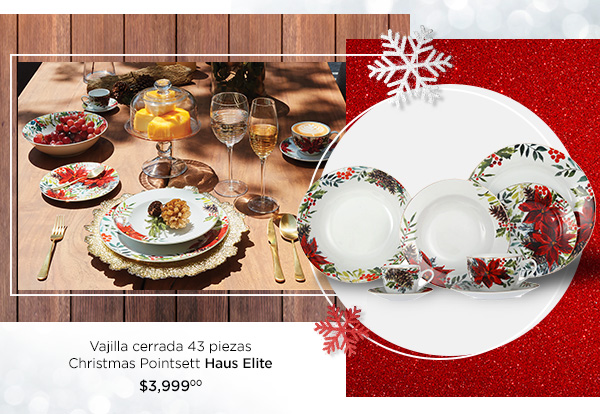 Vajilla cerrada 43 piezas
Christmas Pointsett Haus Elite
$3,999⁰⁰